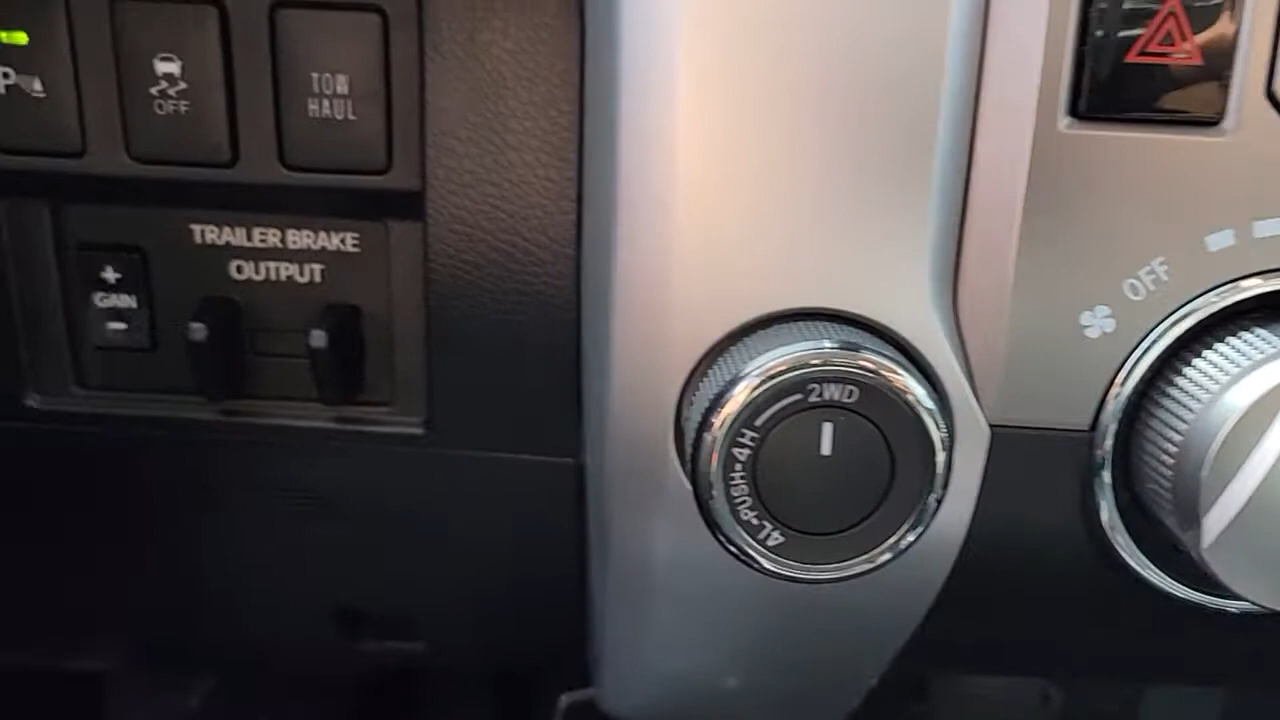 P
OFF
TOW
HAUL
TRAILER BRAKE
OUTPUT
+
GAIN
-
2WD
4L-PUSH-4H
OFF